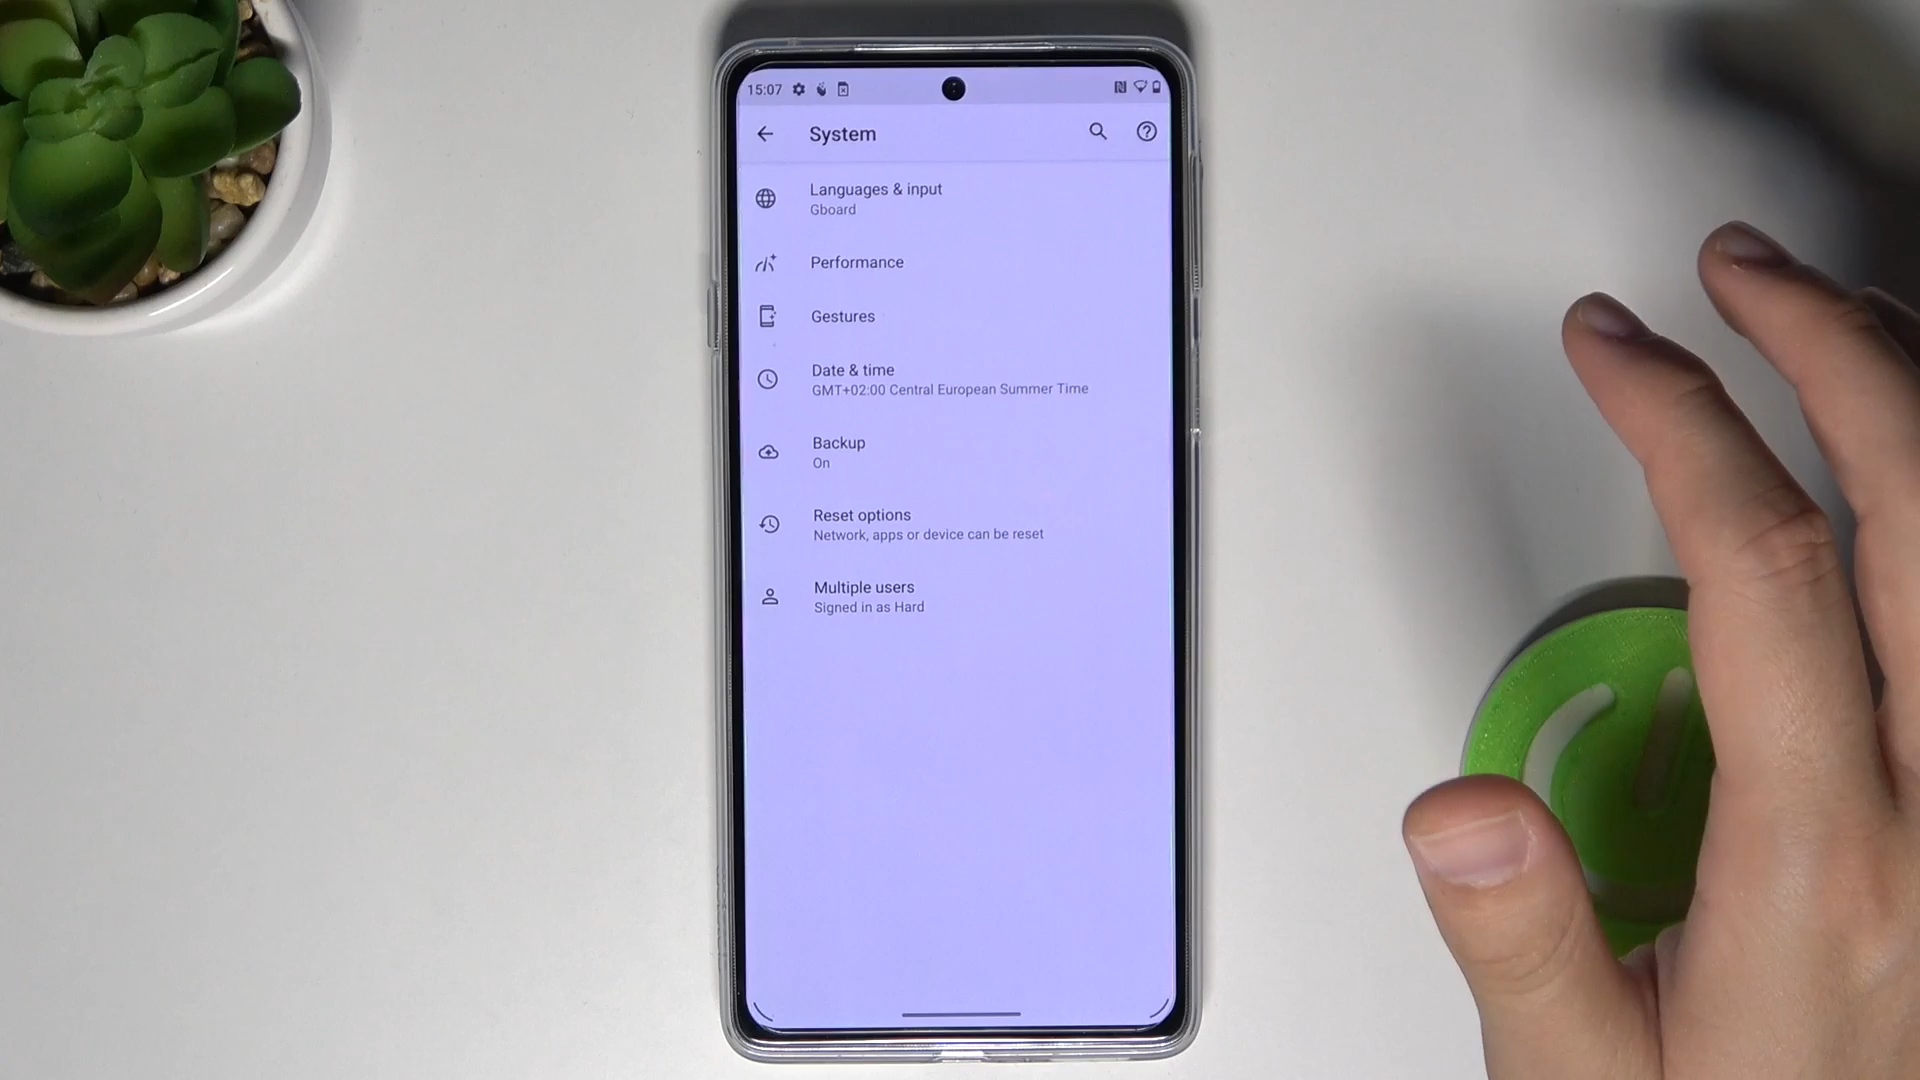 15:07
System
Languages & input
Gboard
Performance
Gestures
Date & time
GMT+02:00 Central European Summer Time
Backup
On
Reset options
Network, apps or device can be reset
Multiple users
Signed in as Hard